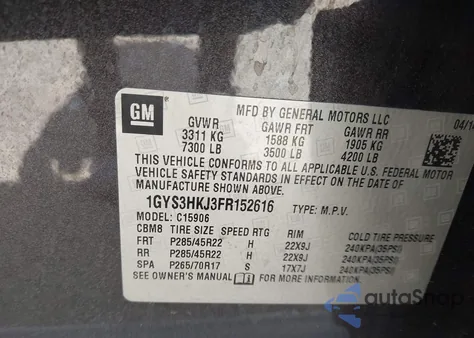 GM
MFD BY GENERAL MOTORS LLC
04/14
GVWR GAWR FRT GAWR RR
3311 KG 1588 KG 1905 KG
7300 LB 3500 LB 4200 LB
THIS VEHICLE CONFORMS TO ALL APPLICABLE U.S. FEDERAL MOTOR
VEHICLE SAFETY STANDARDS IN EFFECT ON THE DATE OF
MANUFACTURE SHOWN ABOVE.
1GYS3HKJ3FR152616 TYPE: M.P.V.
MODEL: C15906
CBM8 TIRE SIZE SPEED RTG RIM COLD TIRE PRESSURE
FRT P285/45R22 H 22X9J 240KPA(35PSI)
RR P285/45R22 H 22X9J 240KPA(35PSI)
SPA P265/70R17 S 17X7J 240KPA(35PSI)
SEE OWNER'S MANUAL FOR MORE INFORMATION.
autoShop